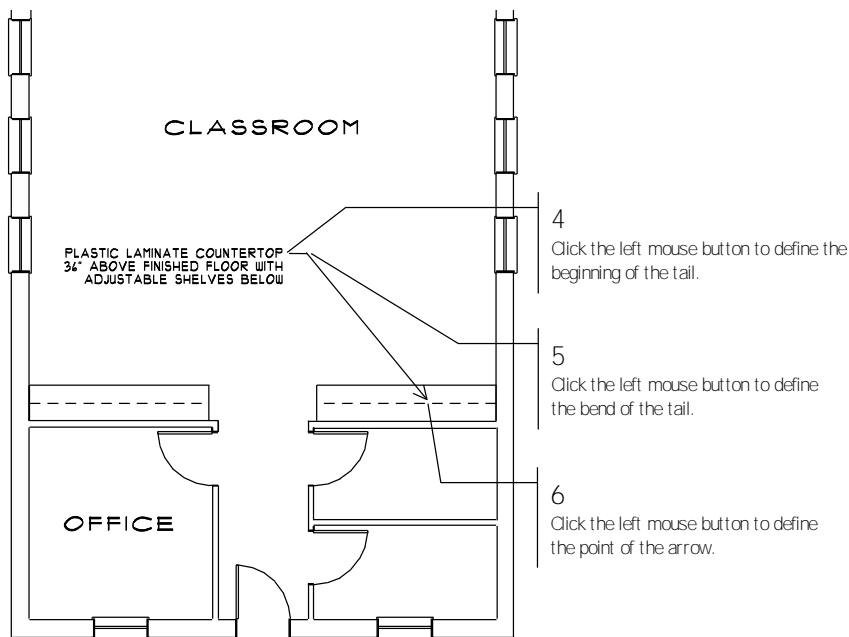 CLASSROOM
PLASTIC LAMINATE COUNTERTOP
36" ABOVE FINISHED FLOOR WITH
ADJUSTABLE SHELVES BELOW
OFFICE
4
Click the left mouse button to define the
beginning of the tail.
5
Click the left mouse button to define
the bend of the tail.
6
Click the left mouse button to define
the point of the arrow.